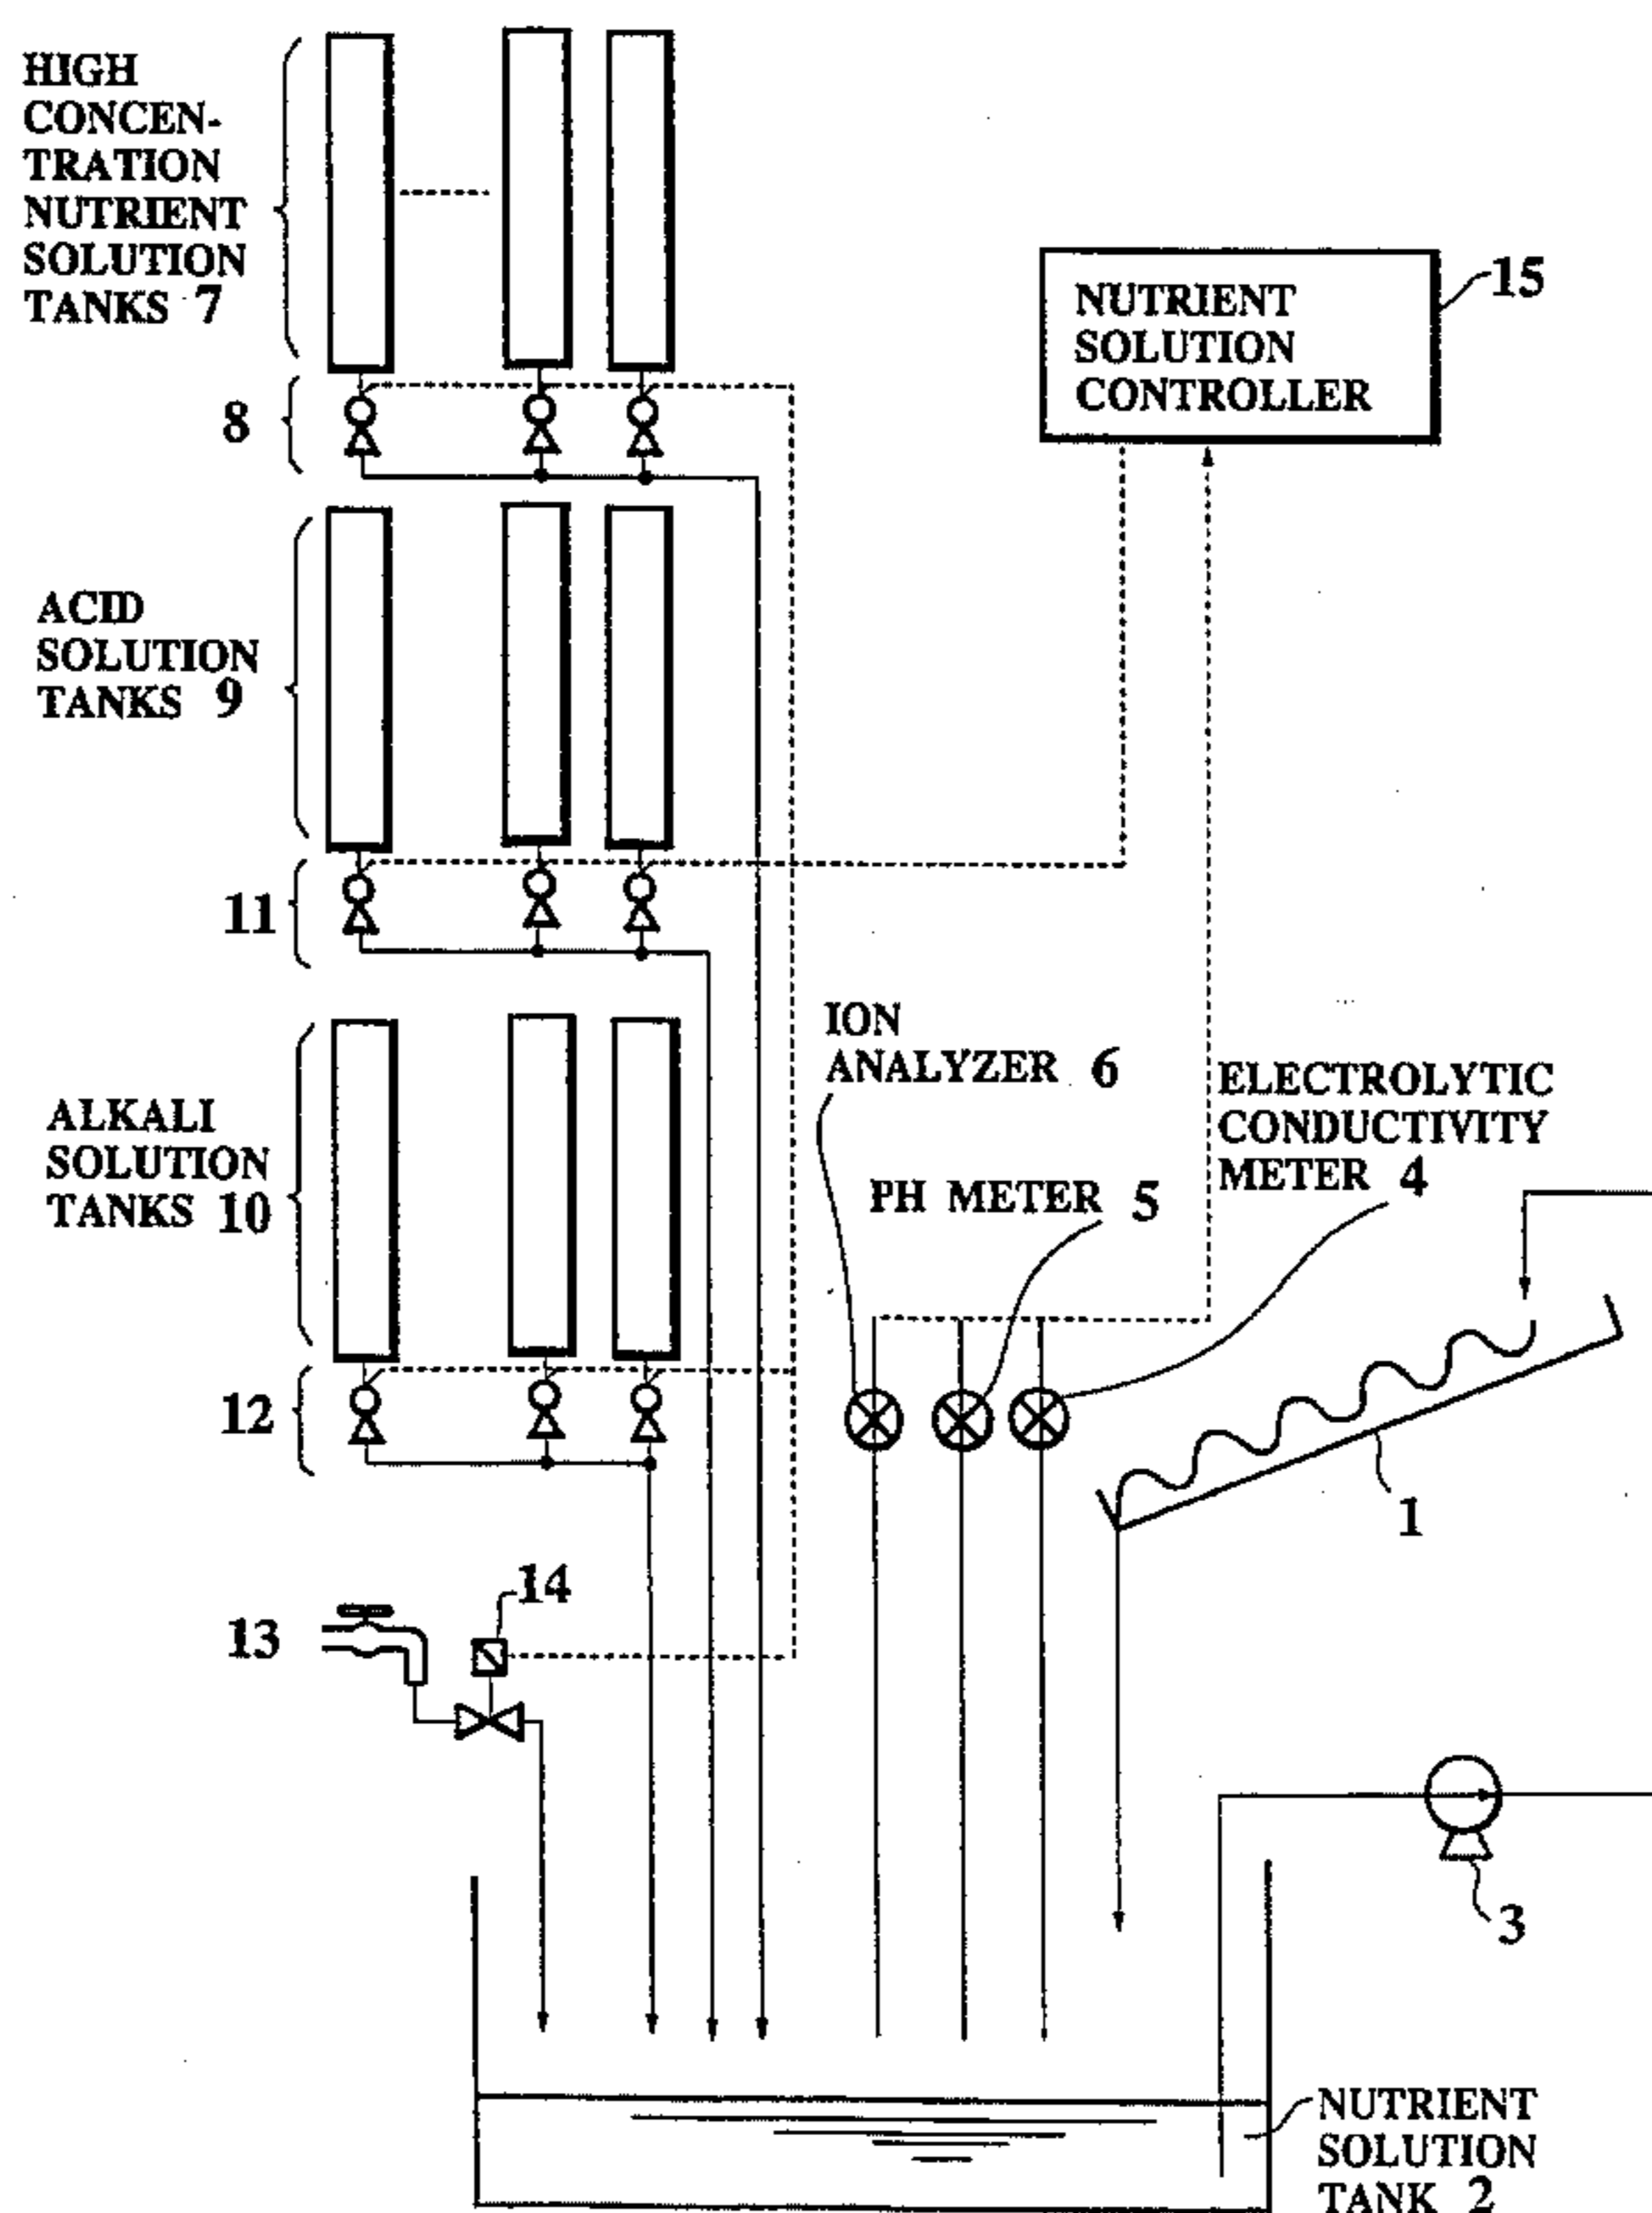 HIGH
CONCEN-
TRATION
NUTRIENT
SOLUTION
TANKS 7
8
NUTRIENT
SOLUTION
CONTROLLER
15
ACID
SOLUTION
TANKS 9
11
ION
ANALYZER 6
ELECTROLYTIC
CONDUCTIVITY
METER 4
PH METER 5
ALKALI
SOLUTION
TANKS 10
12
1
14
13
3
NUTRIENT
SOLUTION
TANK 2